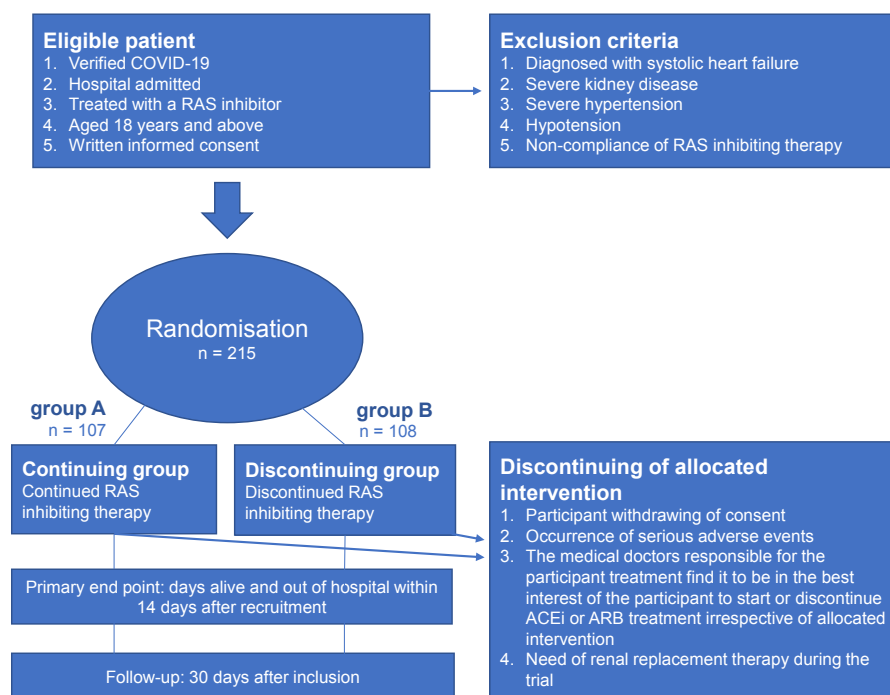 Eligible patient
1. Verified COVID-19
2. Hospital admitted
3. Treated with a RAS inhibitor
4. Aged 18 years and above
5. Written informed consent
Exclusion criteria
1. Diagnosed with systolic heart failure
2. Severe kidney disease
3. Severe hypertension
4. Hypotension
5. Non-compliance of RAS inhibiting therapy
Randomisation
n = 215
group A
n = 107
group B
n = 108
Continuing group
Continued RAS
inhibiting therapy
Discontinuing group
Discontinued RAS
inhibiting therapy
Discontinuing of allocated
intervention
1. Participant withdrawing of consent
2. Occurrence of serious adverse events
3. The medical doctors responsible for the
participant treatment find it to be in the best
interest of the participant to start or discontinue
ACEi or ARB treatment irrespective of allocated
intervention
4. Need of renal replacement therapy during the
trial
Primary end point: days alive and out of hospital within
14 days after recruitment
Follow-up: 30 days after inclusion